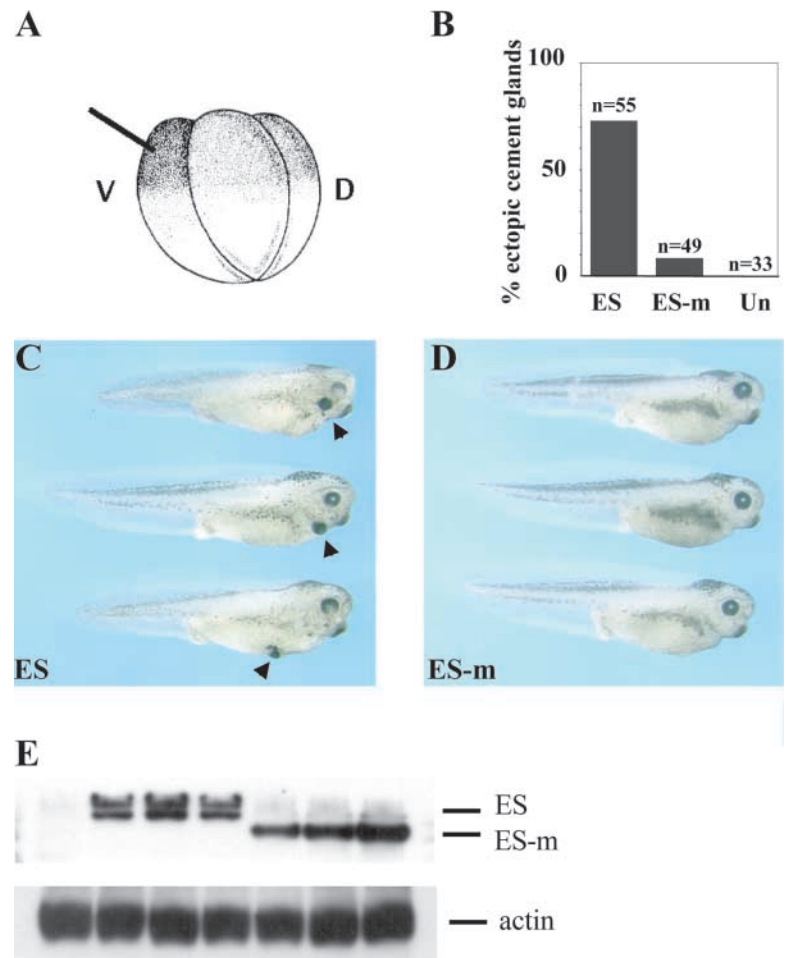 A
V
D
B
% ectopic cement glands
100
50
0
n=55
n=49
n=33
ES
ES-m
Un
C
ES
D
ES-m
E
ES
ES-m
actin